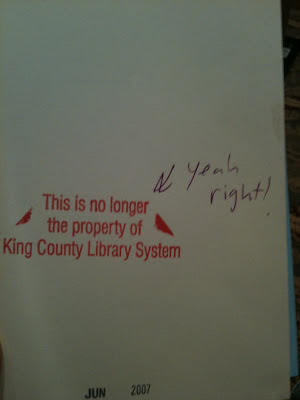 yeah
right!
This is no longer
the property of
King County Library System
JUN 2007